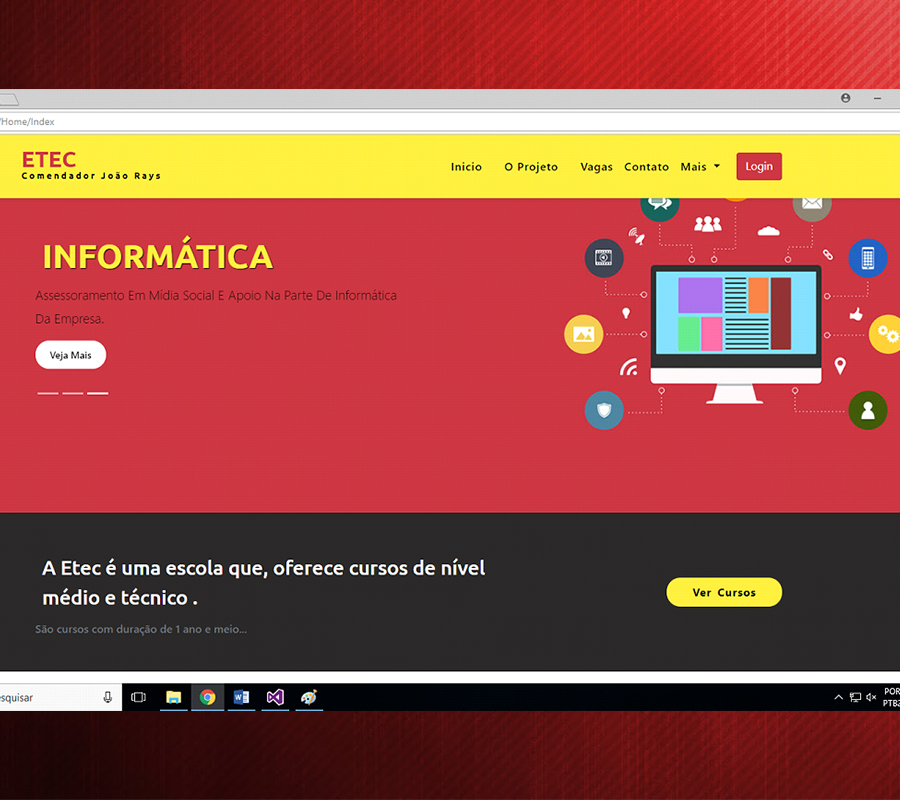 /Home/Index
ETEC
Comendador João Rays
Inicio O Projeto Vagas Contato Mais Login
INFORMÁTICA
Assessoramento Em Mídia Social E Apoio Na Parte De Informática
Da Empresa.
Veja Mais
A Etec é uma escola que, oferece cursos de nível
médio e técnico .
Ver Cursos
São cursos com duração de 1 ano e meio...
esquisar
POR
PTB2